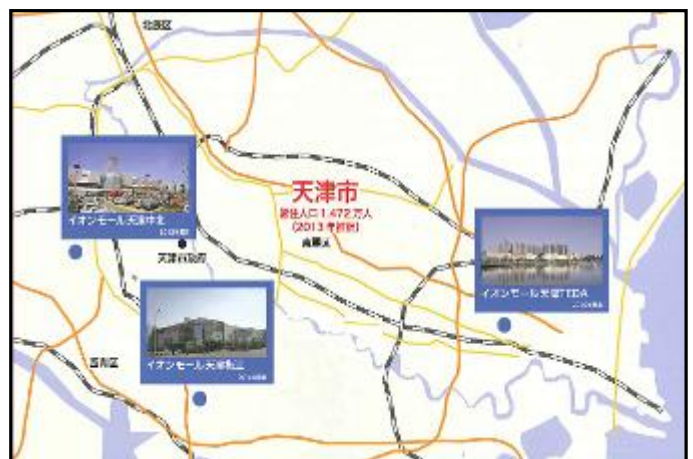 北辰区
天津市
居住人口1,472万人
(2013年推計)
イオンモール天津中北
天津市政府
イオンモール天津TEDA
イオンモール天津梅江
西青区